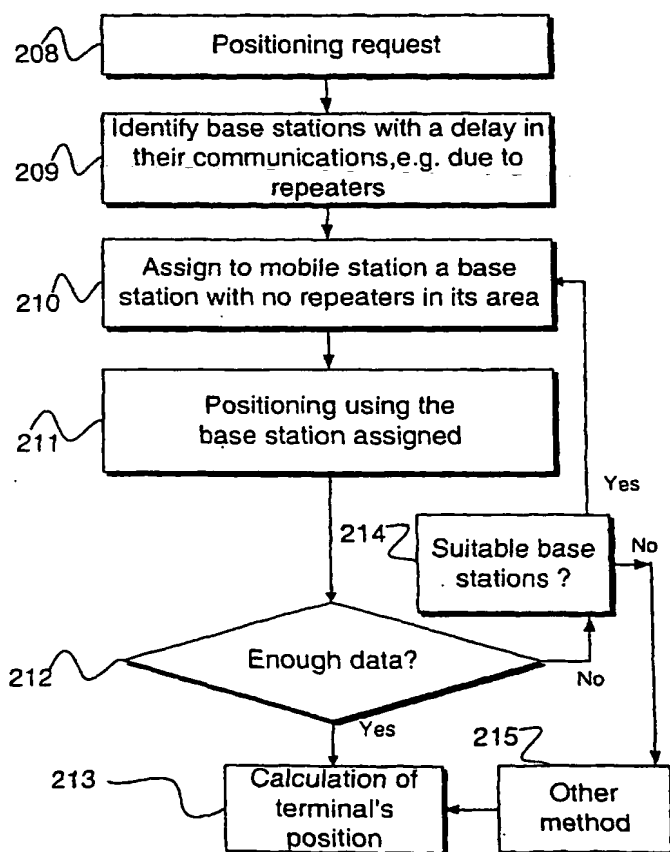 208
Positioning request
209
Identify base stations with a delay in
their communications,e.g. due to
repeaters
210
Assign to mobile station a base
station with no repeaters in its area
211
Positioning using the
base station assigned
Yes
214
Suitable base
stations ?
No
212
Enough data?
No
Yes
215
213
Calculation of
terminal's
position
Other
method